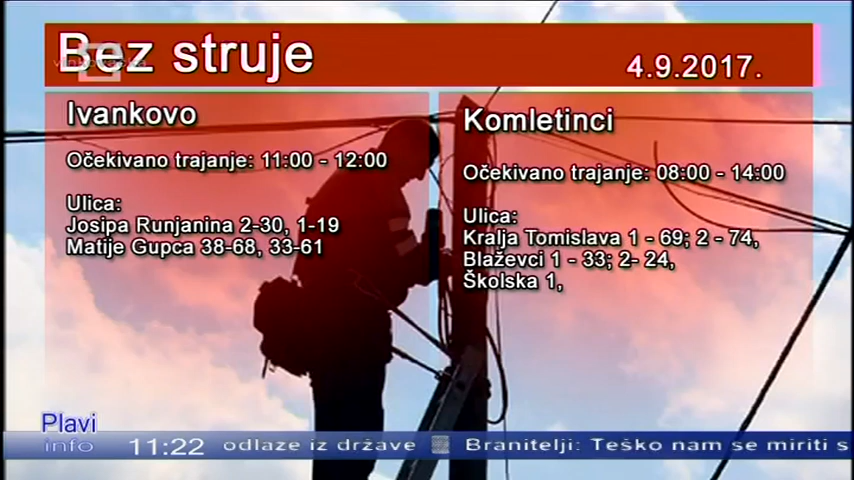 Bez struje
4.9.2017.
Ivankovo
Očekivano trajanje: 11:00 - 12:00
Ulica:
Josipa Runjanina 2-30, 1-19
Matije Gupca 38-68, 33-61
Komletinci
Očekivano trajanje: 08:00 - 14:00
Ulica:
Kralja Tomislava 1 - 69; 2 - 74,
Blaževci 1 - 33; 2- 24,
Školska 1,
Plavi
info
11:22 odlaze iz države Branitelji: Teško nam se miriti s